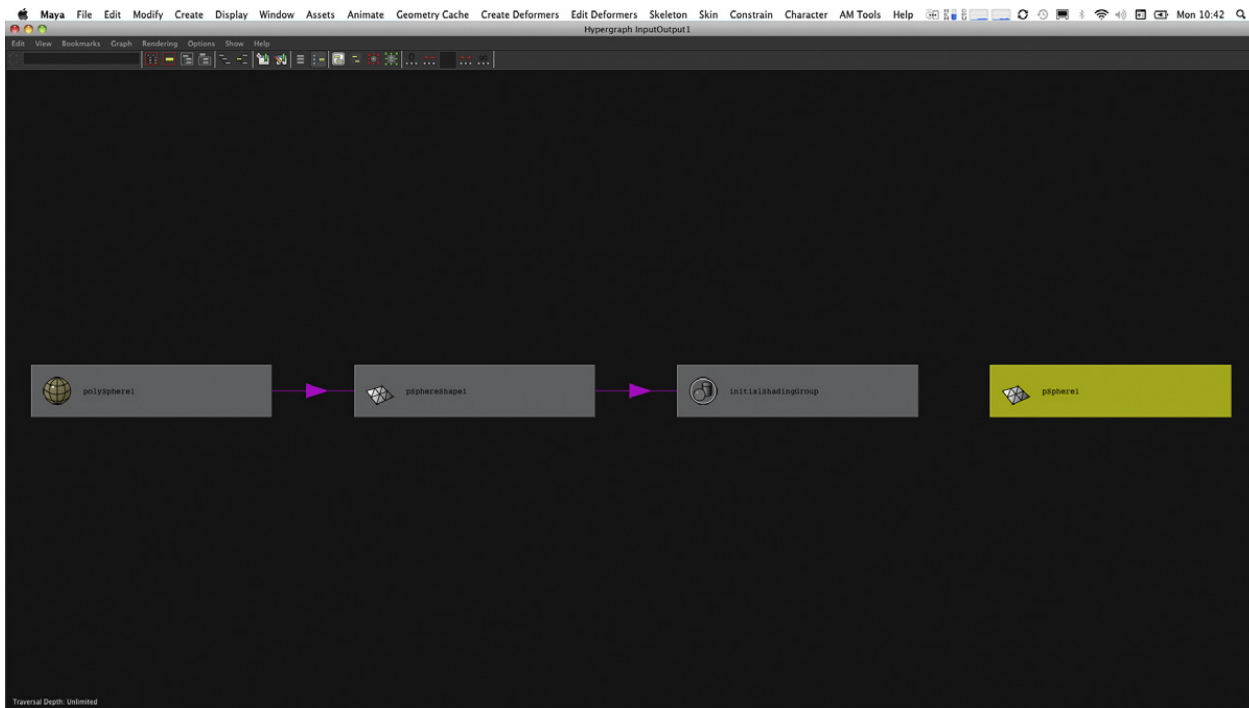 Maya File Edit Modify Create Display Window Assets Animate Geometry Cache Create Deformers Edit Deformers Skeleton Skin Constrain Character AM Tools Help Mon 10:42
Hypergraph InputOutput1
Edit View Bookmarks Graph Rendering Options Show Help
polySphere1 pSphereShape1 initialShadingGroup pSphere1
Traversal Depth: Unlimited